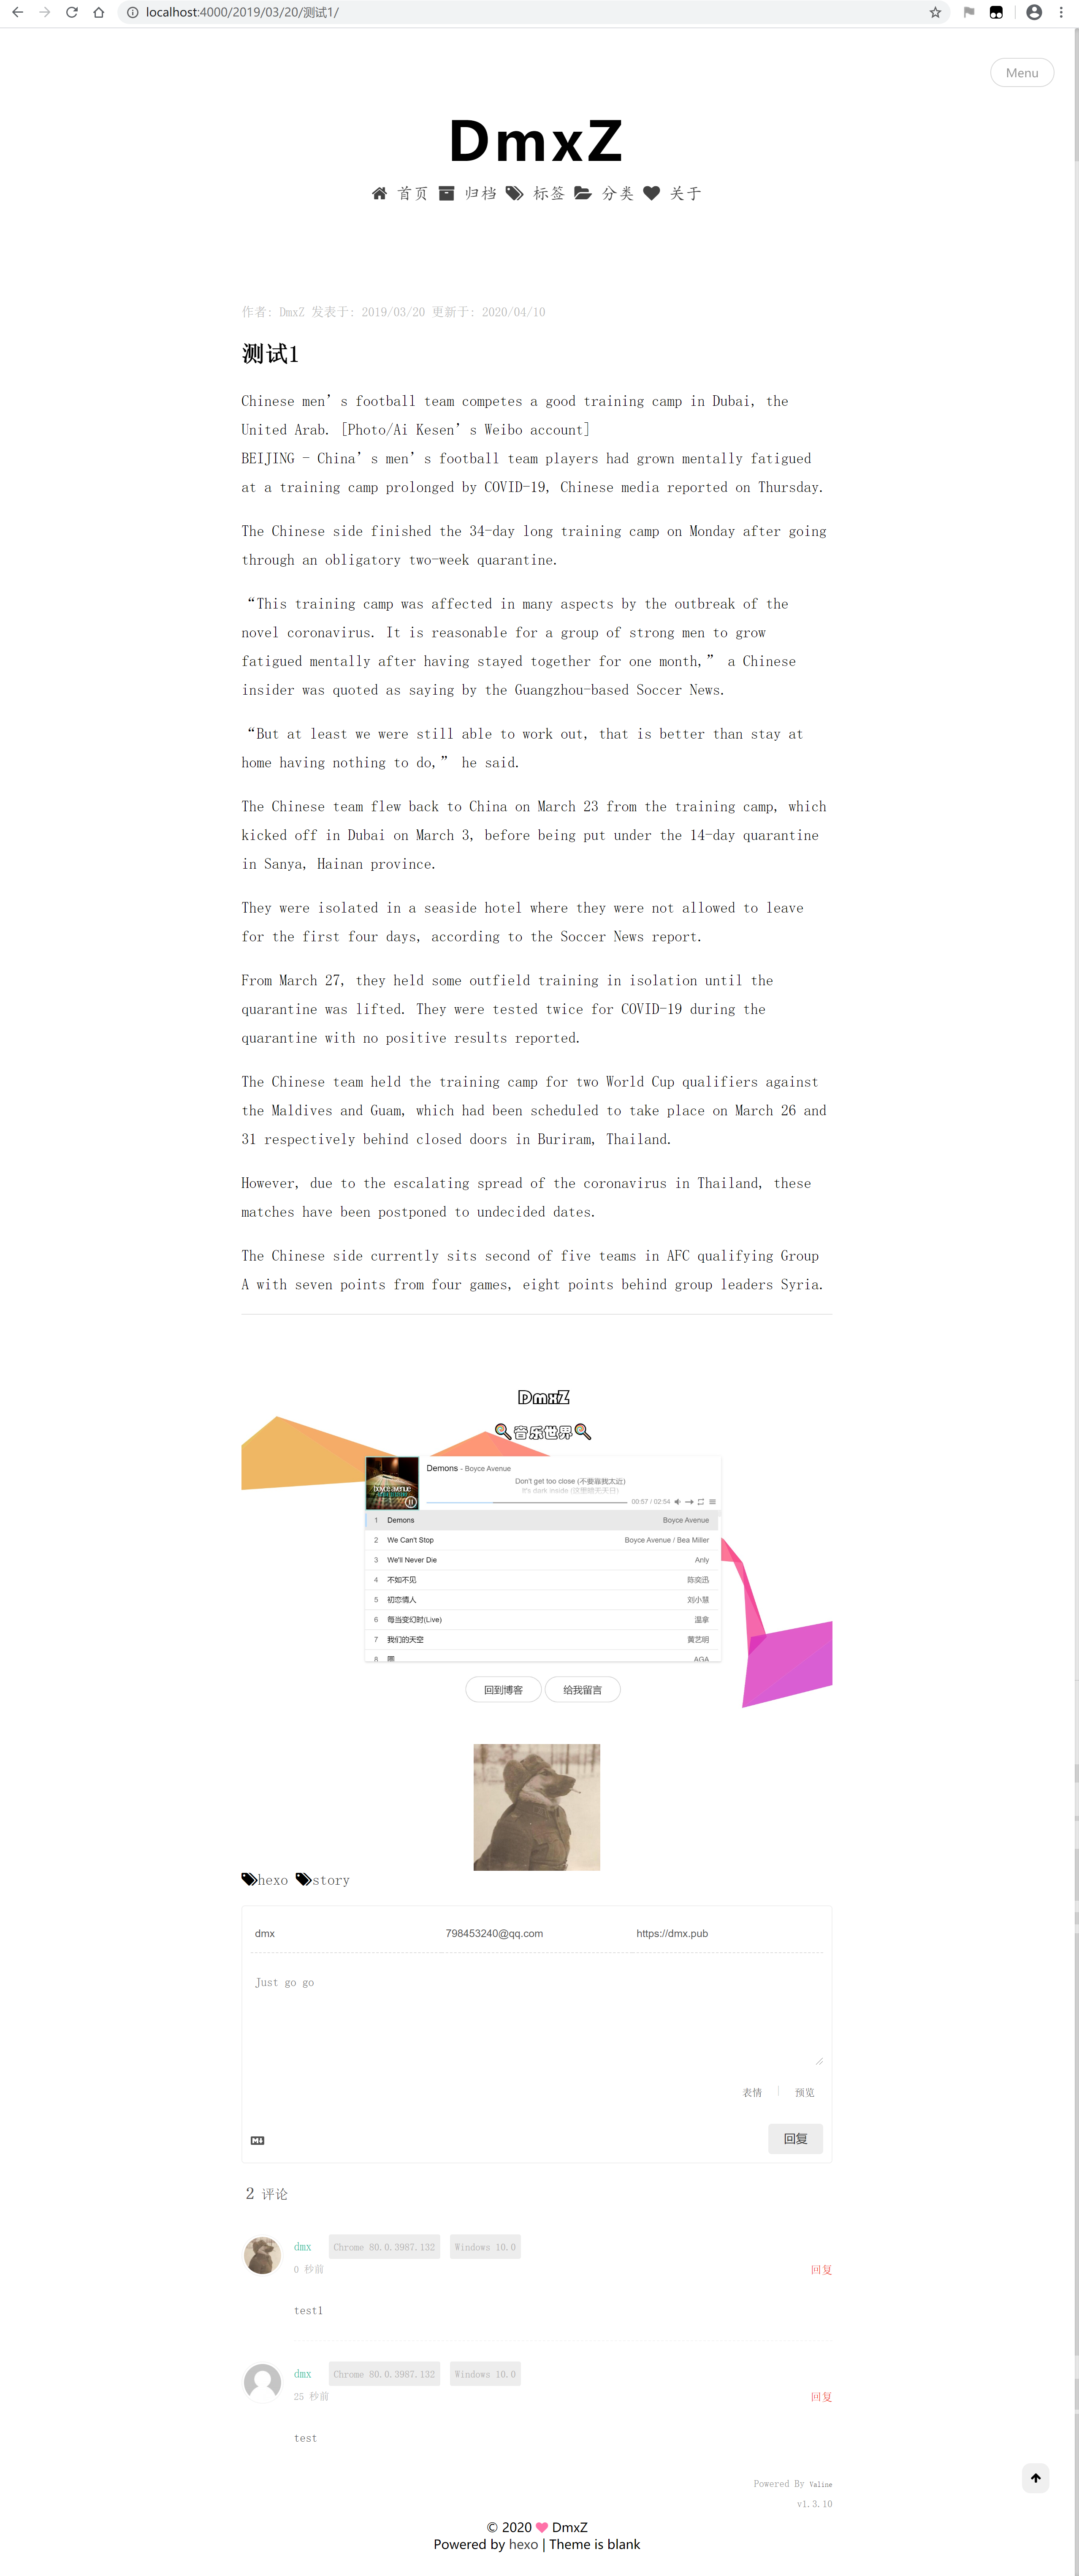 localhost:4000/2019/03/20/测试1/
Menu
DmxZ
首页 归档 标签 分类 关于
作者: DmxZ 发表于: 2019/03/20 更新于: 2020/04/10
测试1
Chinese men’s football team competes a good training camp in Dubai, the
United Arab. [Photo/Ai Kesen’s Weibo account]
BEIJING - China’s men’s football team players had grown mentally fatigued
at a training camp prolonged by COVID-19, Chinese media reported on Thursday.
The Chinese side finished the 34-day long training camp on Monday after going
through an obligatory two-week quarantine.
“This training camp was affected in many aspects by the outbreak of the
novel coronavirus. It is reasonable for a group of strong men to grow
fatigued mentally after having stayed together for one month,” a Chinese
insider was quoted as saying by the Guangzhou-based Soccer News.
“But at least we were still able to work out, that is better than stay at
home having nothing to do,” he said.
The Chinese team flew back to China on March 23 from the training camp, which
kicked off in Dubai on March 3, before being put under the 14-day quarantine
in Sanya, Hainan province.
They were isolated in a seaside hotel where they were not allowed to leave
for the first four days, according to the Soccer News report.
From March 27, they held some outfield training in isolation until the
quarantine was lifted. They were tested twice for COVID-19 during the
quarantine with no positive results reported.
The Chinese team held the training camp for two World Cup qualifiers against
the Maldives and Guam, which had been scheduled to take place on March 26 and
31 respectively behind closed doors in Buriram, Thailand.
However, due to the escalating spread of the coronavirus in Thailand, these
matches have been postponed to undecided dates.
The Chinese side currently sits second of five teams in AFC qualifying Group
A with seven points from four games, eight points behind group leaders Syria.
DmxZ
音乐世界
boyce avenue
Demons - Boyce Avenue
Don't get too close (不要靠我太近)
It's dark inside
00:57 / 02:54
1 Demons Boyce Avenue
2 We Can't Stop Boyce Avenue / Bea Miller
3 We'll Never Die Anly
4 不如不见 陈奕迅
5 初恋情人 刘小慧
6 每当变幻时(Live) 温拿
7 我们的天空 黄艺明
8 AGA
回到博客 给我留言
hexo story
dmx 798453240@qq.com https://dmx.pub
Just go go
表情 预览
M↓ 回复
2 评论
dmx Chrome 80.0.3987.132 Windows 10.0
0 秒前 回复
test1
dmx Chrome 80.0.3987.132 Windows 10.0
25 秒前 回复
test
Powered By Valine
v1.3.10
© 2020 DmxZ
Powered by hexo | Theme is blank